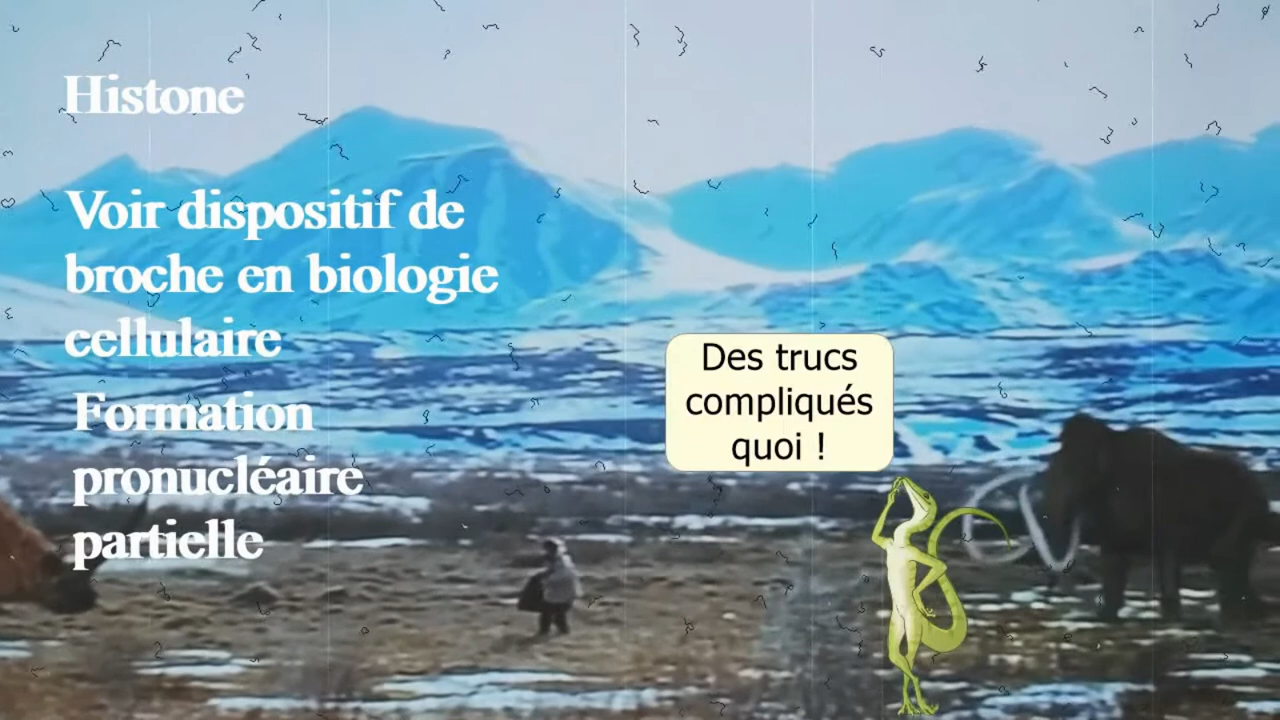 Histone
Voir dispositif de
broche en biologie
cellulaire
Formation
pronucléaire
partielle
Des trucs
compliqués
quoi !